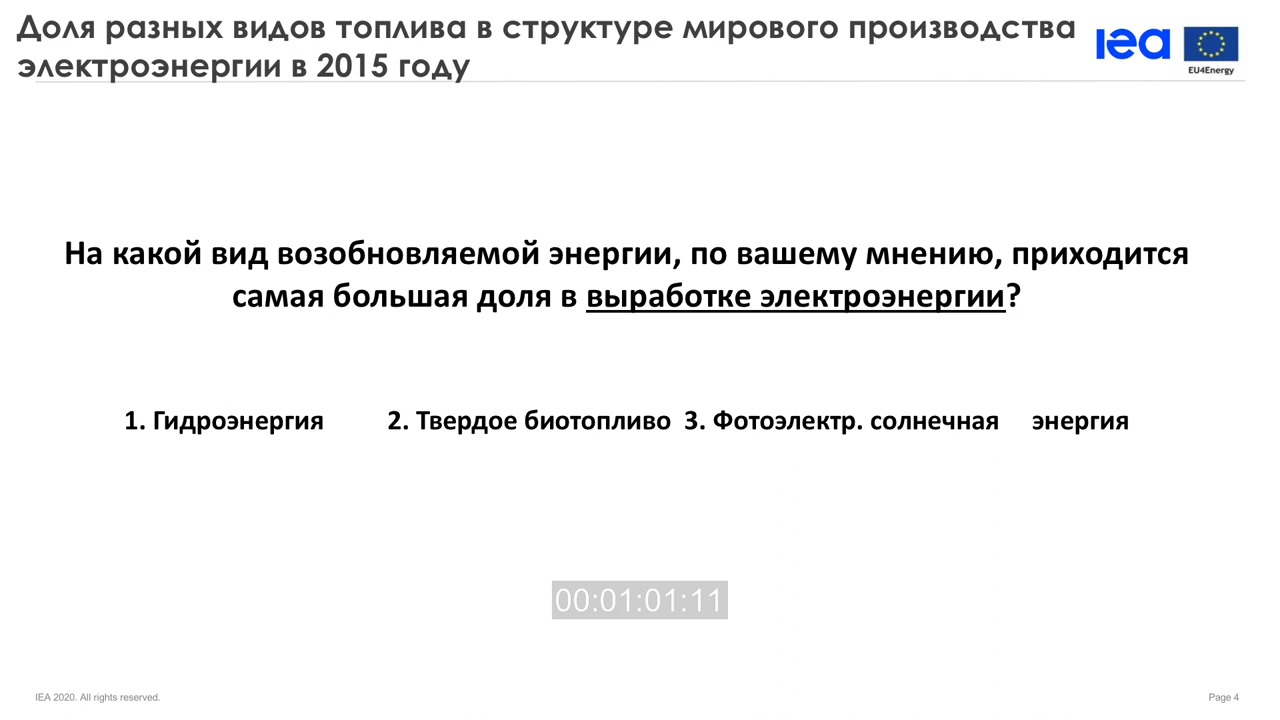 Доля разных видов топлива в структуре мирового производства
электроэнергии в 2015 году
iea
EU4Energy
На какой вид возобновляемой энергии, по вашему мнению, приходится
самая большая доля в выработке электроэнергии?
1. Гидроэнергия 2. Твердое биотопливо 3. Фотоэлектр. солнечная энергия
00:01:01:11
IEA 2020. All rights reserved. Page 4